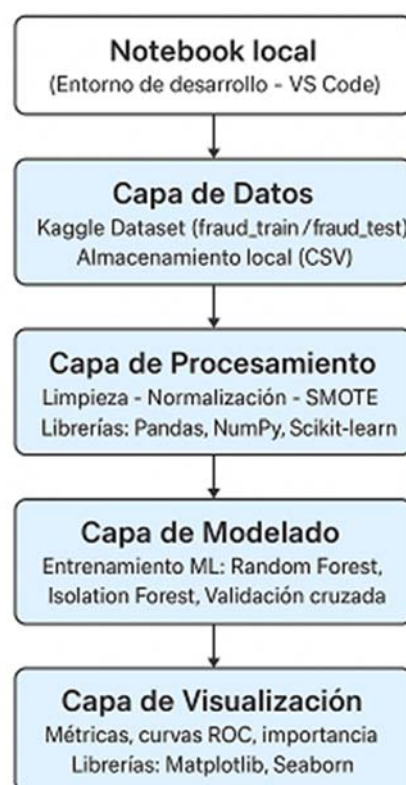 Notebook local
(Entorno de desarrollo - VS Code)
Capa de Datos
Kaggle Dataset (fraud_train/fraud_test)
Almacenamiento local (CSV)
Capa de Procesamiento
Limpieza - Normalización - SMOTE
Librerías: Pandas, NumPy, Scikit-learn
Capa de Modelado
Entrenamiento ML: Random Forest,
Isolation Forest, Validación cruzada
Capa de Visualización
Métricas, curvas ROC, importancia
Librerías: Matplotlib, Seaborn